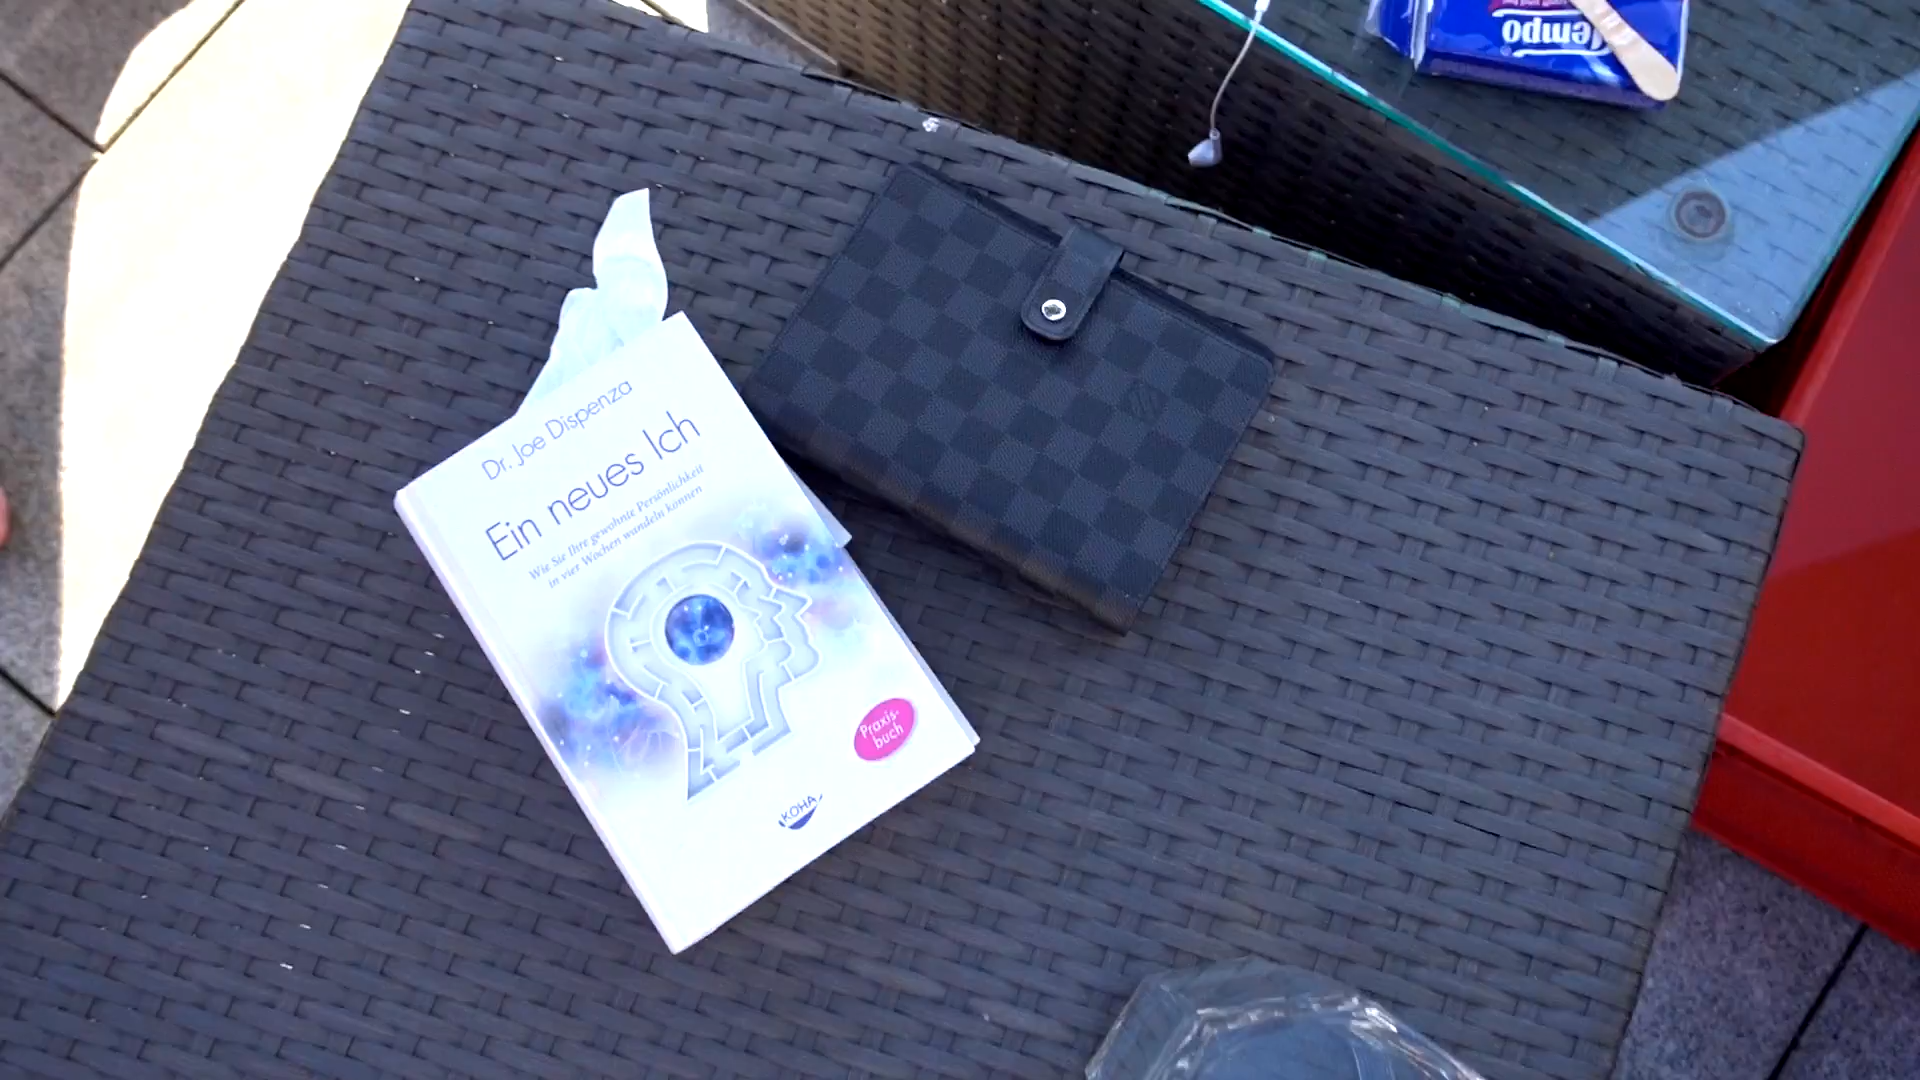 Tempo
Dr. Joe Dispenza
Ein neues Ich
Wie Sie Ihre gewohnte Persönlichkeit
in vier Wochen wandeln können
Praxis-
buch
KOHA